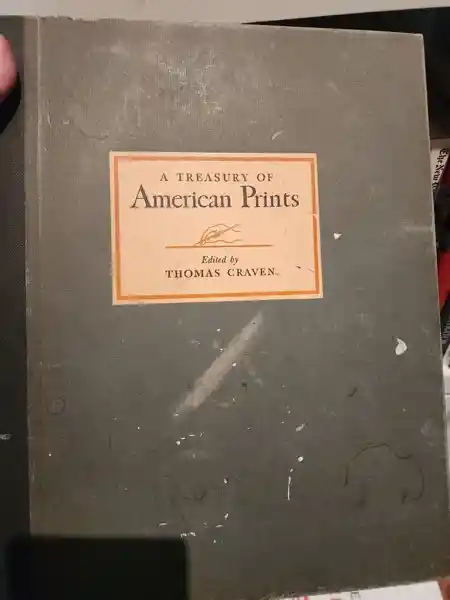 A TREASURY OF
American Prints
Edited by
THOMAS CRAVEN